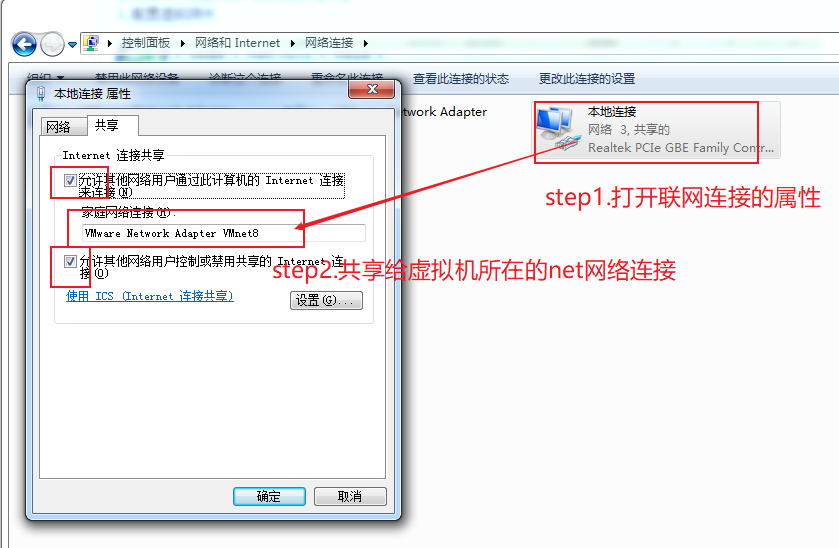 控制面板 ▸ 网络和 Internet ▸ 网络连接 ▸
组织 禁用此网络设备 诊断这个连接 重命名此连接 查看此连接的状态 更改此连接的设置
本地连接 属性
网络 共享
Internet 连接共享
允许其他网络用户通过此计算机的 Internet 连接
来连接(N)
家庭网络连接(H):
VMware Network Adapter VMnet8
允许其他网络用户控制或禁用共享的 Internet 连
接(O)
使用 ICS (Internet 连接共享)
设置(G)...
确定 取消
twork Adapter
本地连接
网络 3, 共享的
Realtek PCIe GBE Family Contr...
step1.打开联网连接的属性
step2.共享给虚拟机所在的net网络连接